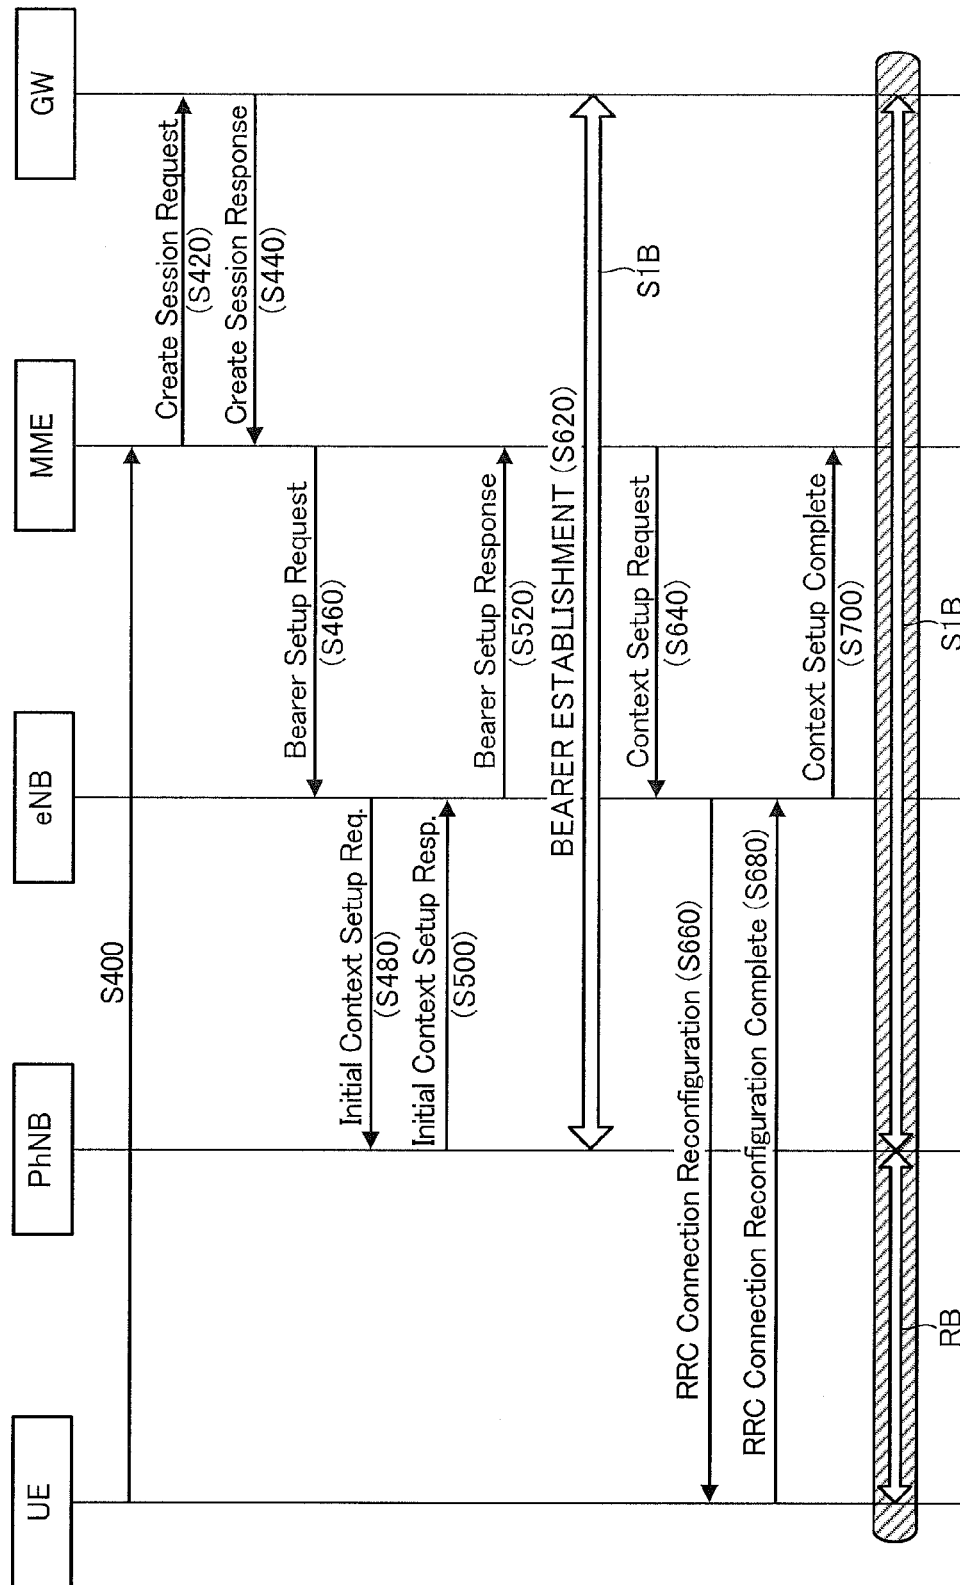 UE
PhNB
eNB
MME
GW
S400
Create Session Request
(S420)
Create Session Response
(S440)
Bearer Setup Request
(S460)
Initial Context Setup Req.
(S480)
Initial Context Setup Resp.
(S500)
Bearer Setup Response
(S520)
BEARER ESTABLISHMENT (S620)
S1B
Context Setup Request
(S640)
RRC Connection Reconfiguration (S660)
RRC Connection Reconfiguration Complete (S680)
Context Setup Complete
(S700)
RB
S1B